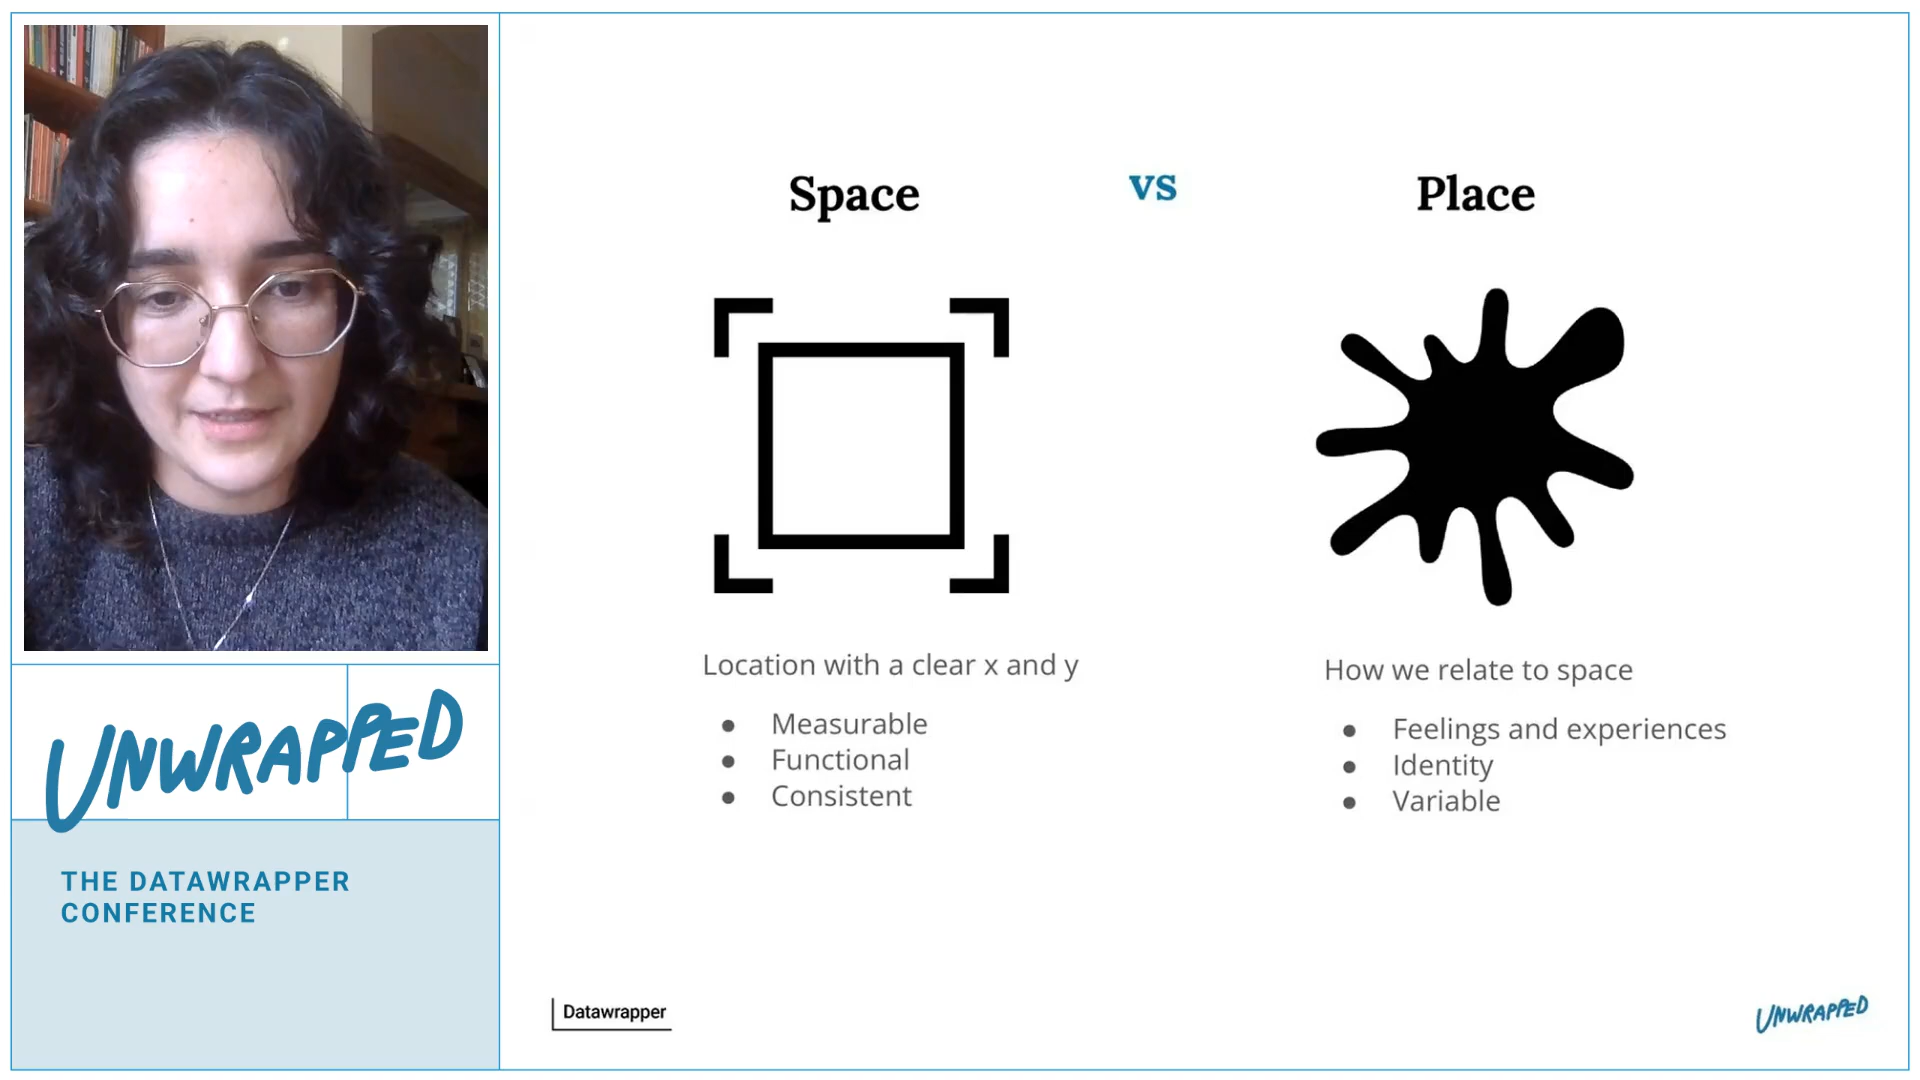 UNWRAPPED
THE DATAWRAPPER
CONFERENCE
Space
vs
Place
Location with a clear x and y
● Measurable
● Functional
● Consistent
How we relate to space
● Feelings and experiences
● Identity
● Variable
Datawrapper
UNWRAPPED